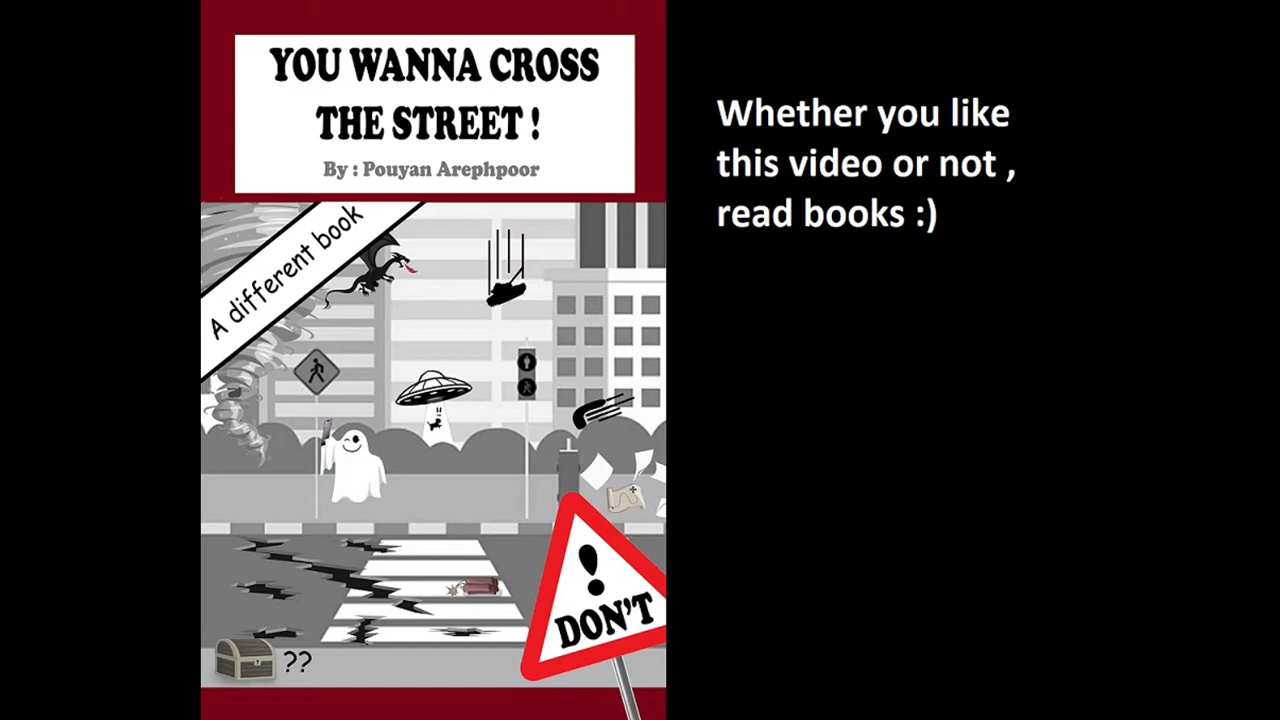 YOU WANNA CROSS
THE STREET !
By : Pouyan Arephpoor
A different book
DON'T
??
Whether you like
this video or not ,
read books :)